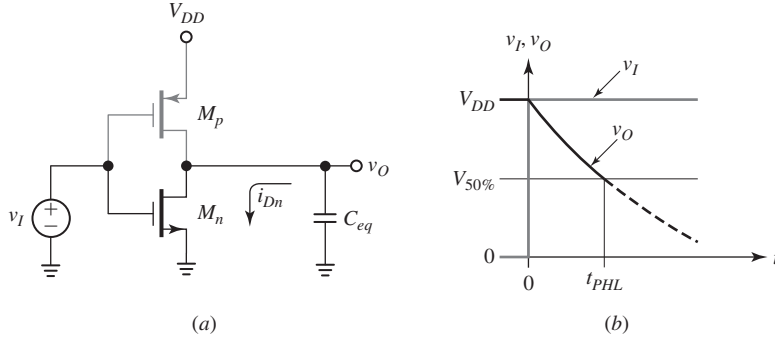 V_DD
M_p
v_O
i_Dn
M_n
v_I
+
−
C_eq
(a)
v_I, v_O
v_I
V_DD
v_O
V_50%
0
t
0
t_PHL
(b)